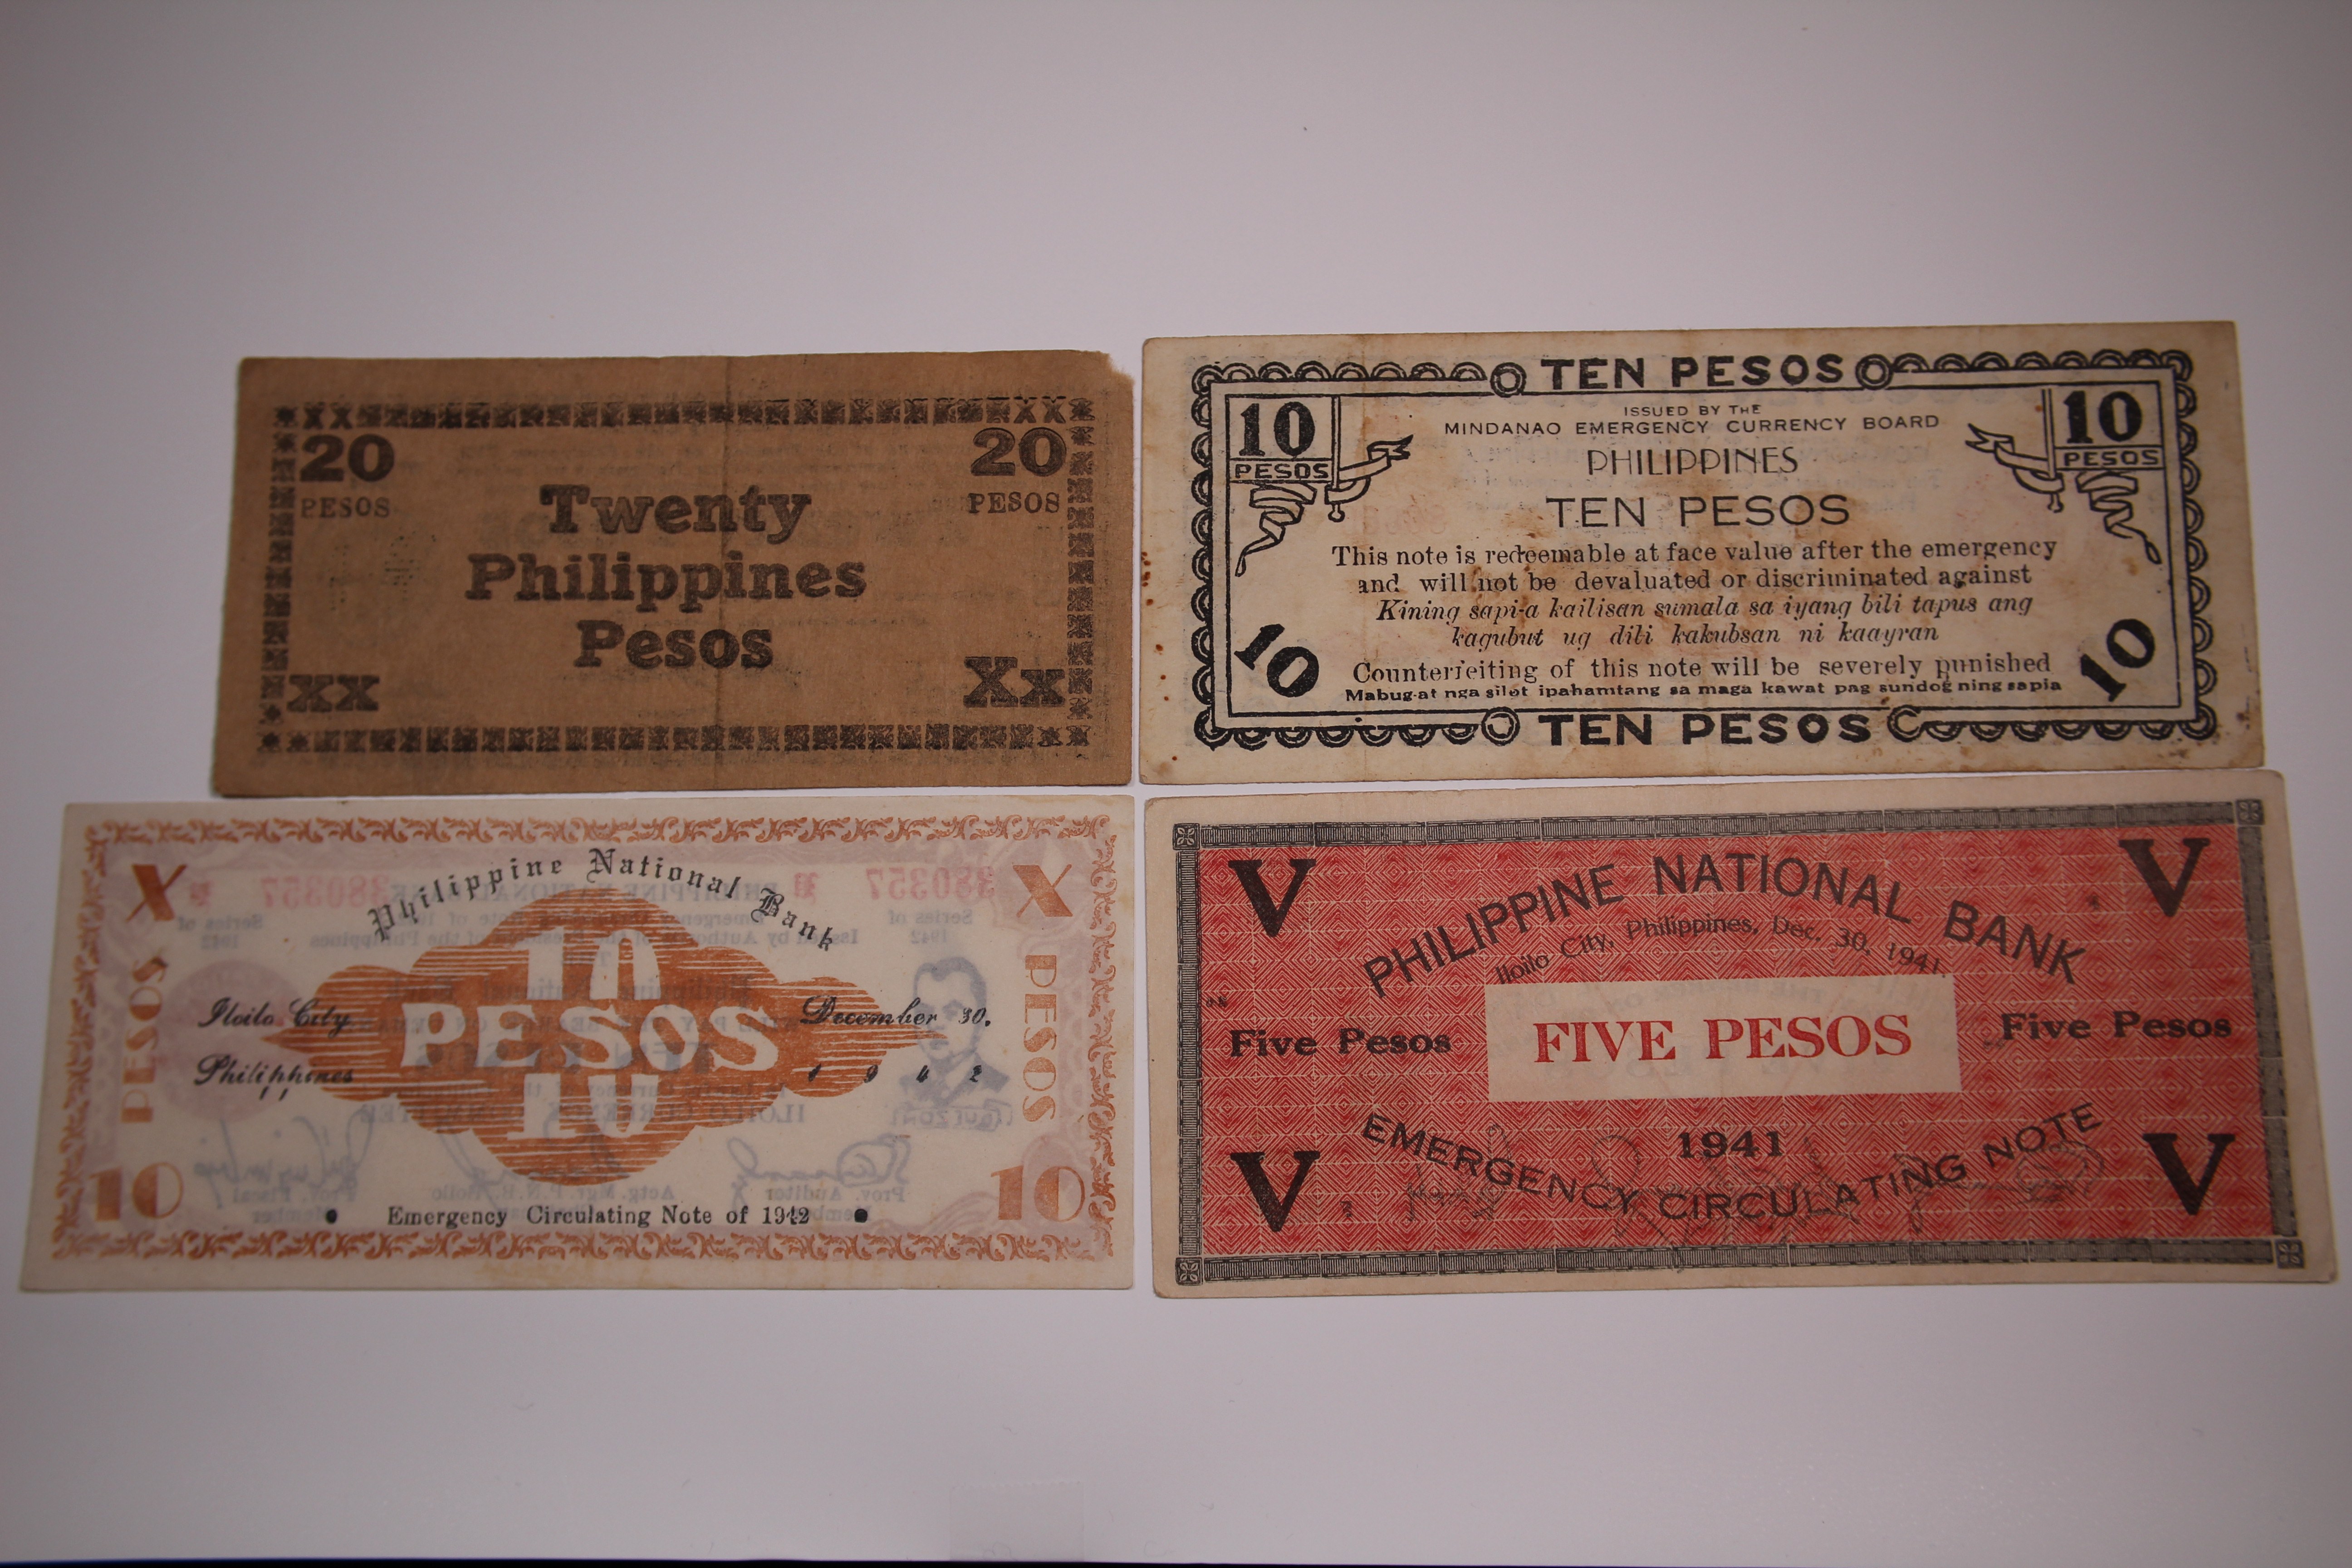 20
20
PESOS
PESOS
Twenty
Philippines
Pesos
XX
Xx
TEN PESOS
10
10
PESOS
PESOS
ISSUED BY THE
MINDANAO EMERGENCY CURRENCY BOARD
PHILIPPINES
TEN PESOS
This note is redeemable at face value after the emergency
and will not be devaluated or discriminated against
Kining sapi-a kailisan sumala sa iyang bili tapus ang
kagubut ug dili kakubsan ni kaayran
Counterfeiting of this note will be severely punished
Mabug-at nga silot ipahamtang sa maga kawat pag sundog ning sapia
10
10
TEN PESOS
X
X
Philippine National Bank
PESOS
PESOS
10
PESOS
10
Iloilo City
December 30,
Philippines
1942
10
10
Emergency Circulating Note of 1942
V
V
PHILIPPINE NATIONAL BANK
Iloilo City, Philippines, Dec. 30, 1941.
Five Pesos
FIVE PESOS
Five Pesos
1941
EMERGENCY CIRCULATING NOTE
V
V